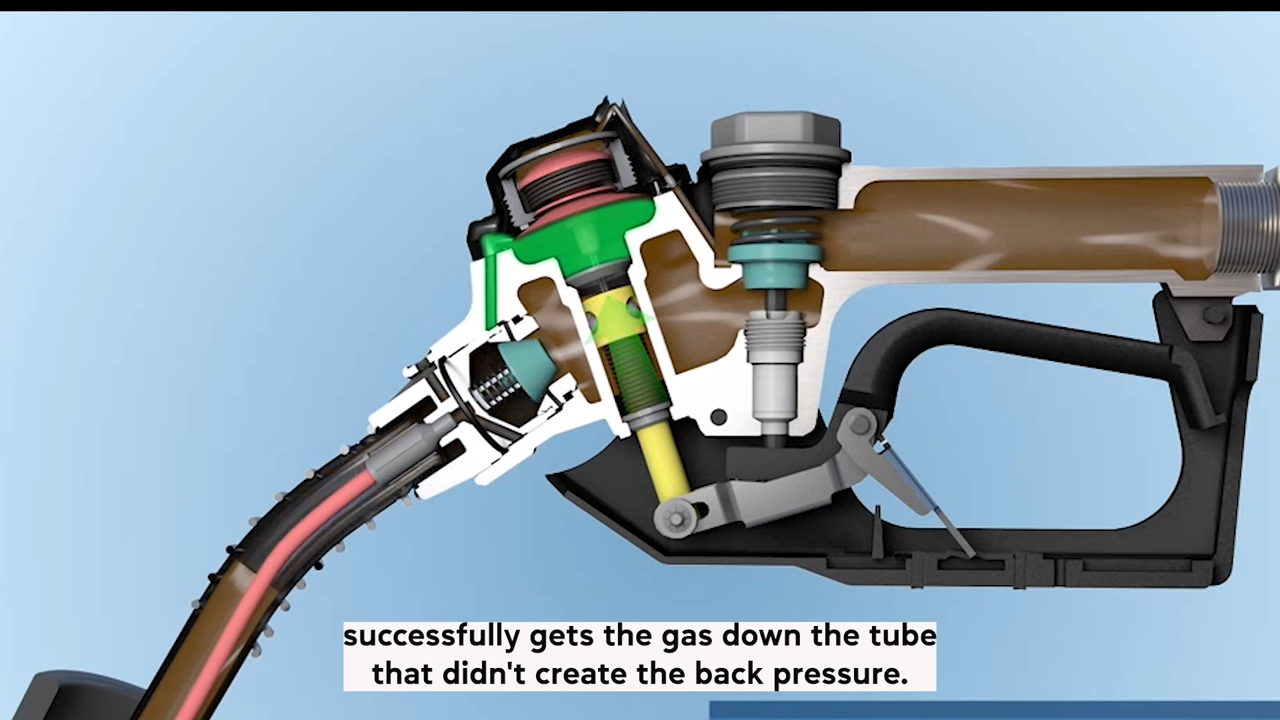 successfully gets the gas down the tube
that didn't create the back pressure.